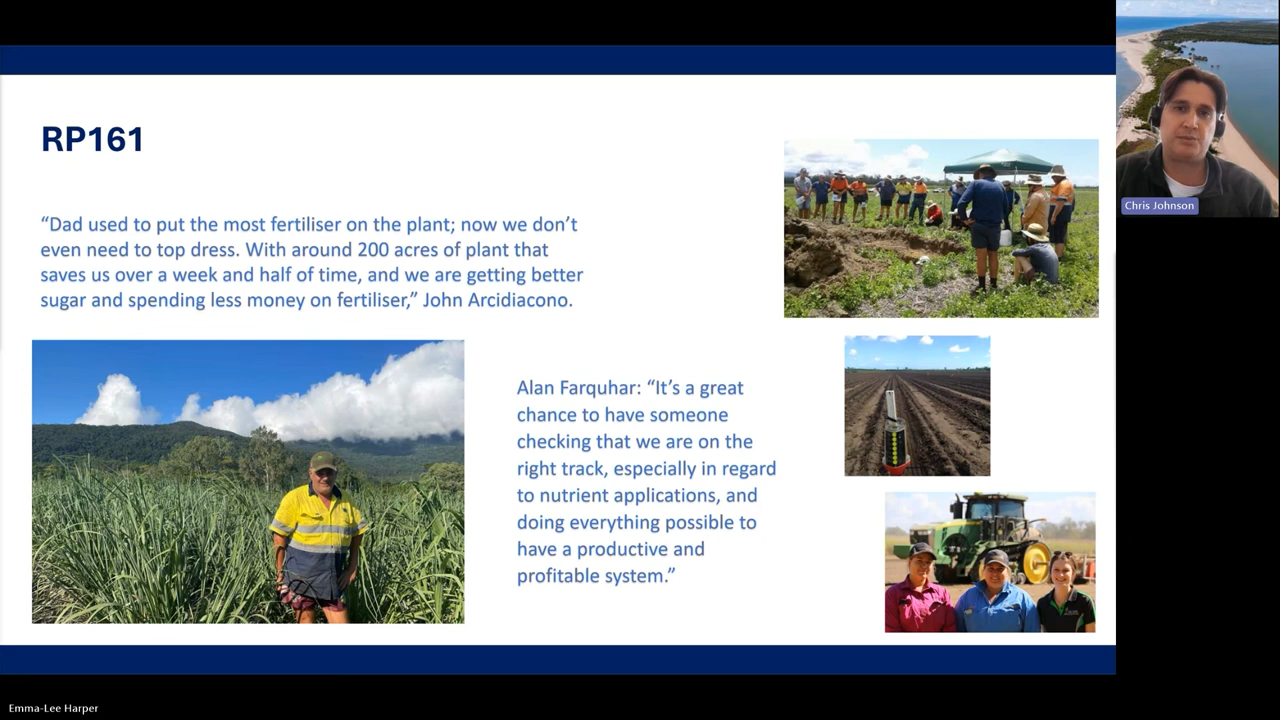 RP161
“Dad used to put the most fertiliser on the plant; now we don’t
even need to top dress. With around 200 acres of plant that
saves us over a week and half of time, and we are getting better
sugar and spending less money on fertiliser,” John Arcidiacono.
Alan Farquhar: “It’s a great
chance to have someone
checking that we are on the
right track, especially in regard
to nutrient applications, and
doing everything possible to
have a productive and
profitable system.”
Chris Johnson
Emma-Lee Harper